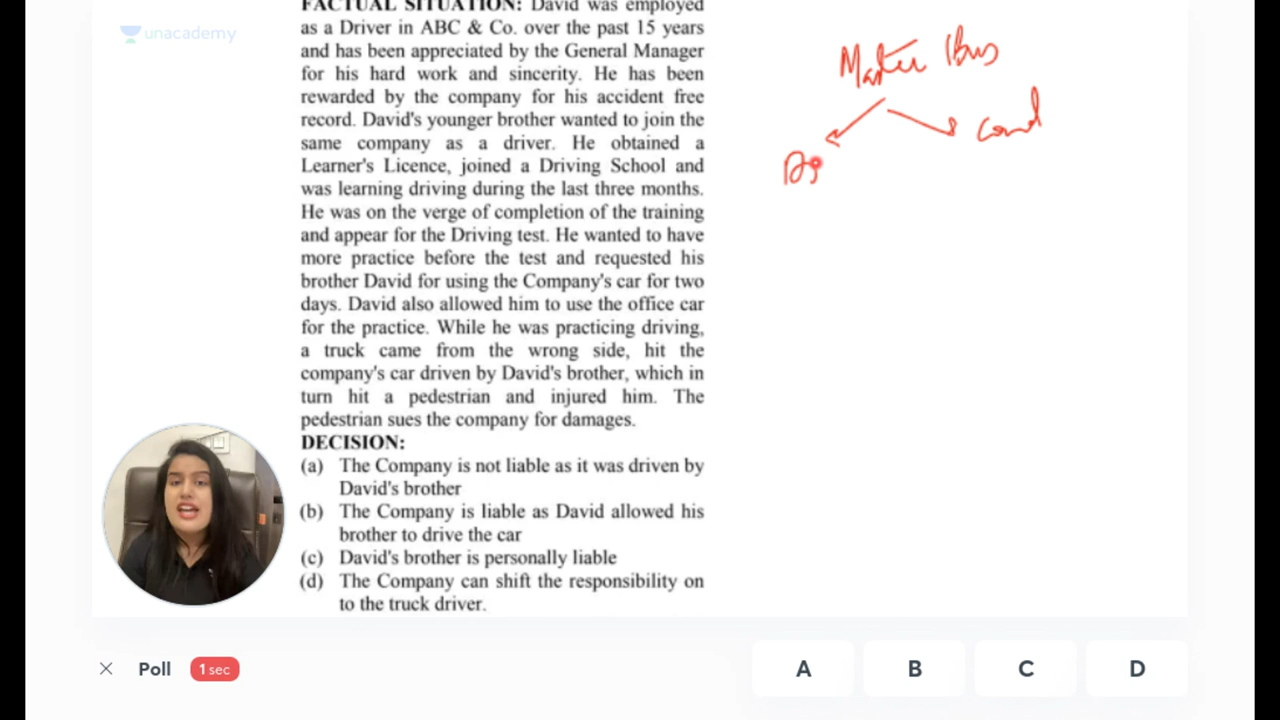 unacademy
FACTUAL SITUATION: David was employed
as a Driver in ABC & Co. over the past 15 years
and has been appreciated by the General Manager
for his hard work and sincerity. He has been
rewarded by the company for his accident free
record. David's younger brother wanted to join the
same company as a driver. He obtained a
Learner's Licence, joined a Driving School and
was learning driving during the last three months.
He was on the verge of completion of the training
and appear for the Driving test. He wanted to have
more practice before the test and requested his
brother David for using the Company's car for two
days. David also allowed him to use the office car
for the practice. While he was practicing driving,
a truck came from the wrong side, hit the
company's car driven by David's brother, which in
turn hit a pedestrian and injured him. The
pedestrian sues the company for damages.
DECISION:
(a) The Company is not liable as it was driven by
David's brother
(b) The Company is liable as David allowed his
brother to drive the car
(c) David's brother is personally liable
(d) The Company can shift the responsibility on
to the truck driver.
Master Bus
Cond
Poll 1 sec A B C D